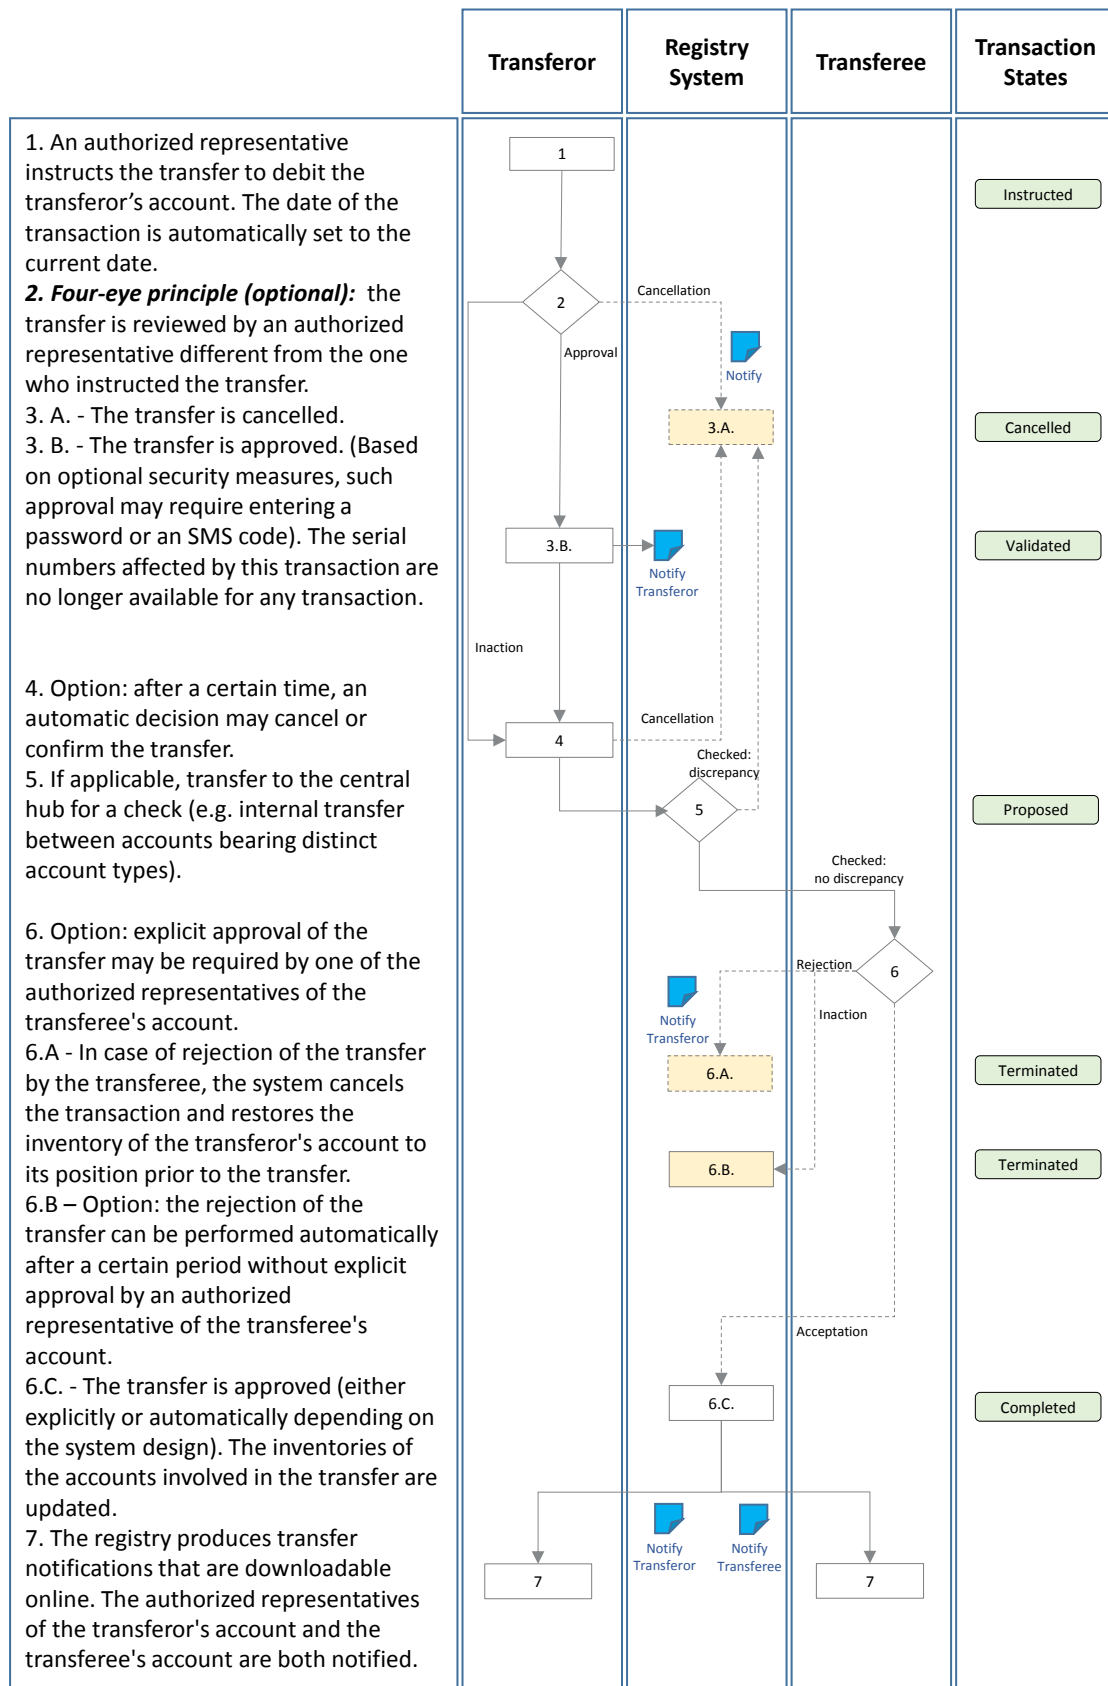 Transferor
Registry
System
Transferee
Transaction
States
1. An authorized representative
instructs the transfer to debit the
transferor’s account. The date of the
transaction is automatically set to the
current date.
2. Four-eye principle (optional): the
transfer is reviewed by an authorized
representative different from the one
who instructed the transfer.
3. A. - The transfer is cancelled.
3. B. - The transfer is approved. (Based
on optional security measures, such
approval may require entering a
password or an SMS code). The serial
numbers affected by this transaction are
no longer available for any transaction.
4. Option: after a certain time, an
automatic decision may cancel or
confirm the transfer.
5. If applicable, transfer to the central
hub for a check (e.g. internal transfer
between accounts bearing distinct
account types).
6. Option: explicit approval of the
transfer may be required by one of the
authorized representatives of the
transferee's account.
6.A - In case of rejection of the transfer
by the transferee, the system cancels
the transaction and restores the
inventory of the transferor's account to
its position prior to the transfer.
6.B – Option: the rejection of the
transfer can be performed automatically
after a certain period without explicit
approval by an authorized
representative of the transferee's
account.
6.C. - The transfer is approved (either
explicitly or automatically depending on
the system design). The inventories of
the accounts involved in the transfer are
updated.
7. The registry produces transfer
notifications that are downloadable
online. The authorized representatives
of the transferor's account and the
transferee's account are both notified.
1
Instructed
2
Cancellation
Approval
Notify
3.A.
Cancelled
3.B.
Notify
Transferor
Validated
Inaction
4
Cancellation
Checked:
discrepancy
5
Proposed
Checked:
no discrepancy
6
Rejection
Inaction
Notify
Transferor
6.A.
Terminated
6.B.
Terminated
Acceptation
6.C.
Completed
Notify
Transferor
Notify
Transferee
7
7